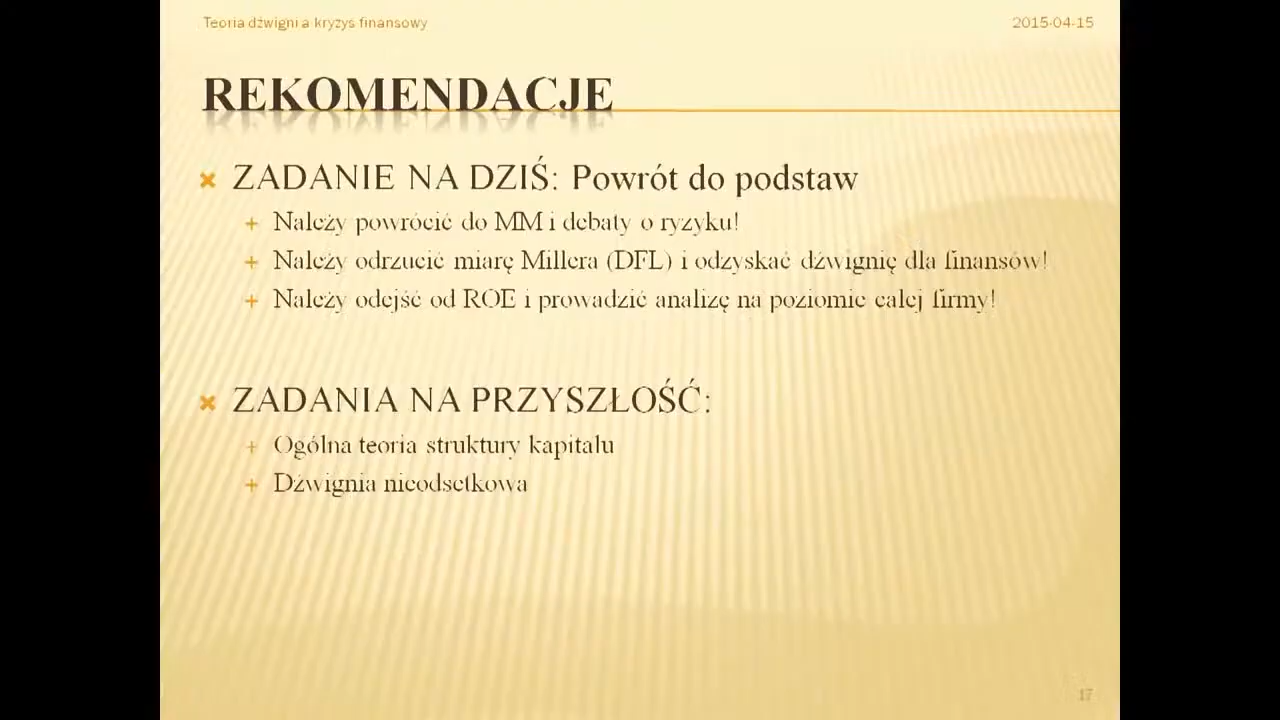 Teoria dźwigni a kryzys finansowy
2015-04-15
REKOMENDACJE
ZADANIE NA DZIŚ: Powrót do podstaw
Należy powrócić do MM i debaty o ryzyku!
Należy odrzucić miarę Millera (DFL) i odzyskać dźwignię dla finansów!
Należy odejść od ROE i prowadzić analizę na poziomie całej firmy!
ZADANIA NA PRZYSZŁOŚĆ:
Ogólna teoria struktury kapitału
Dźwignia nieodsetkowa
17